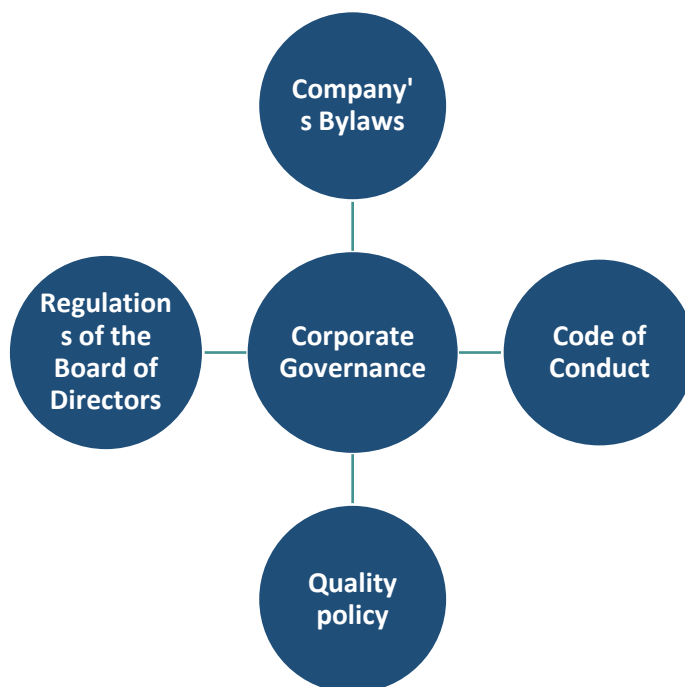 Company'
s Bylaws
Regulation
s of the
Board of
Directors
Corporate
Governance
Code of
Conduct
Quality
policy